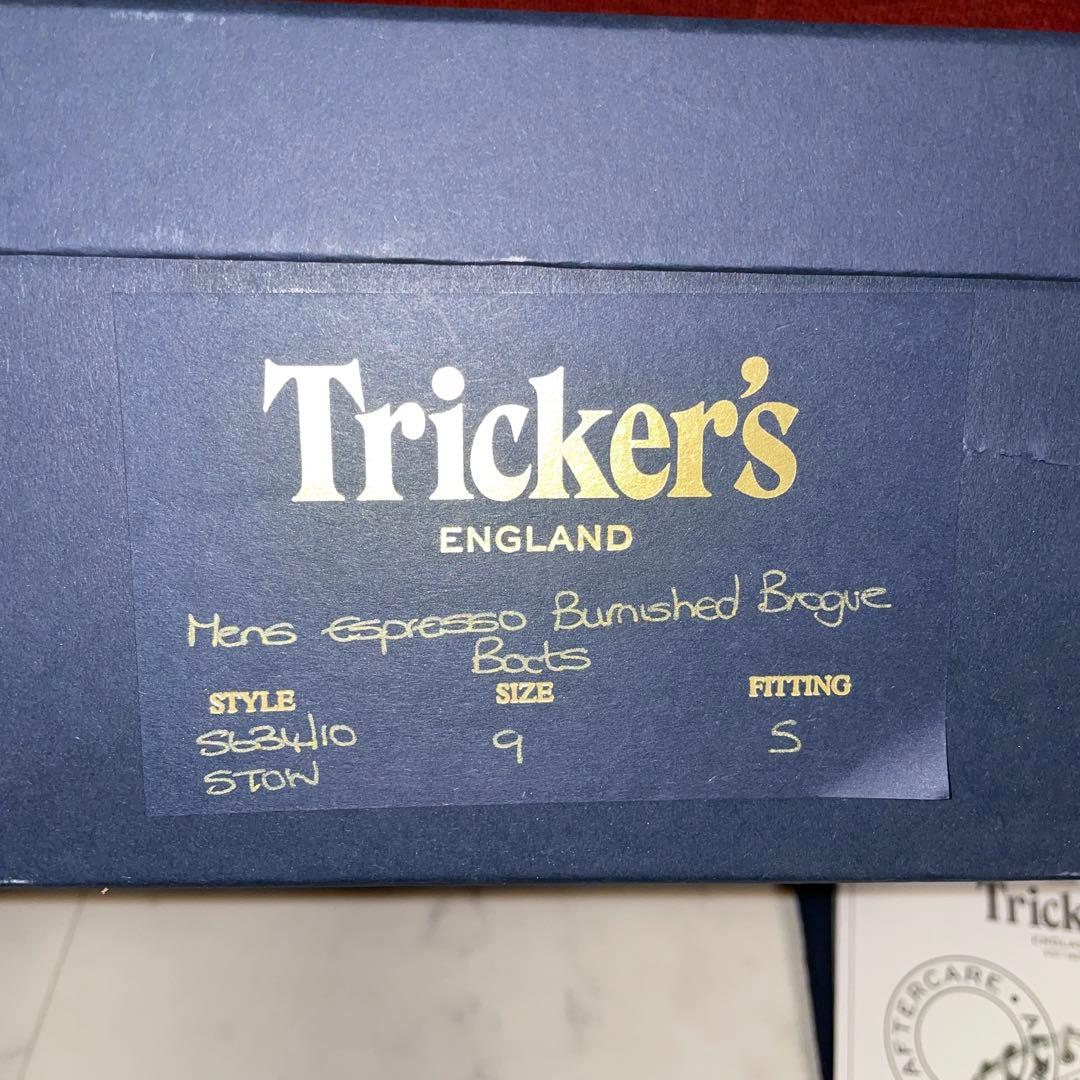 Tricker's
ENGLAND
Mens Espresso Burnished Brogue
Boots
STYLE SIZE FITTING
5634/10 9 5
STOW
Trick
AFTERCARE